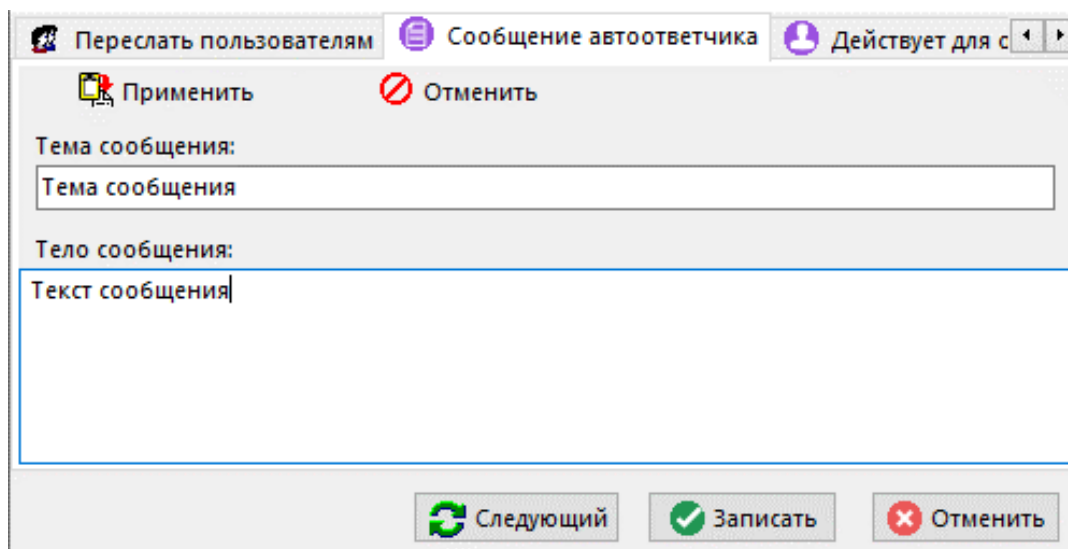 Переслать пользователям Сообщение автоответчика Действует для с
Применить Отменить
Тема сообщения:
Тема сообщения
Тело сообщения:
Текст сообщения
Следующий Записать Отменить